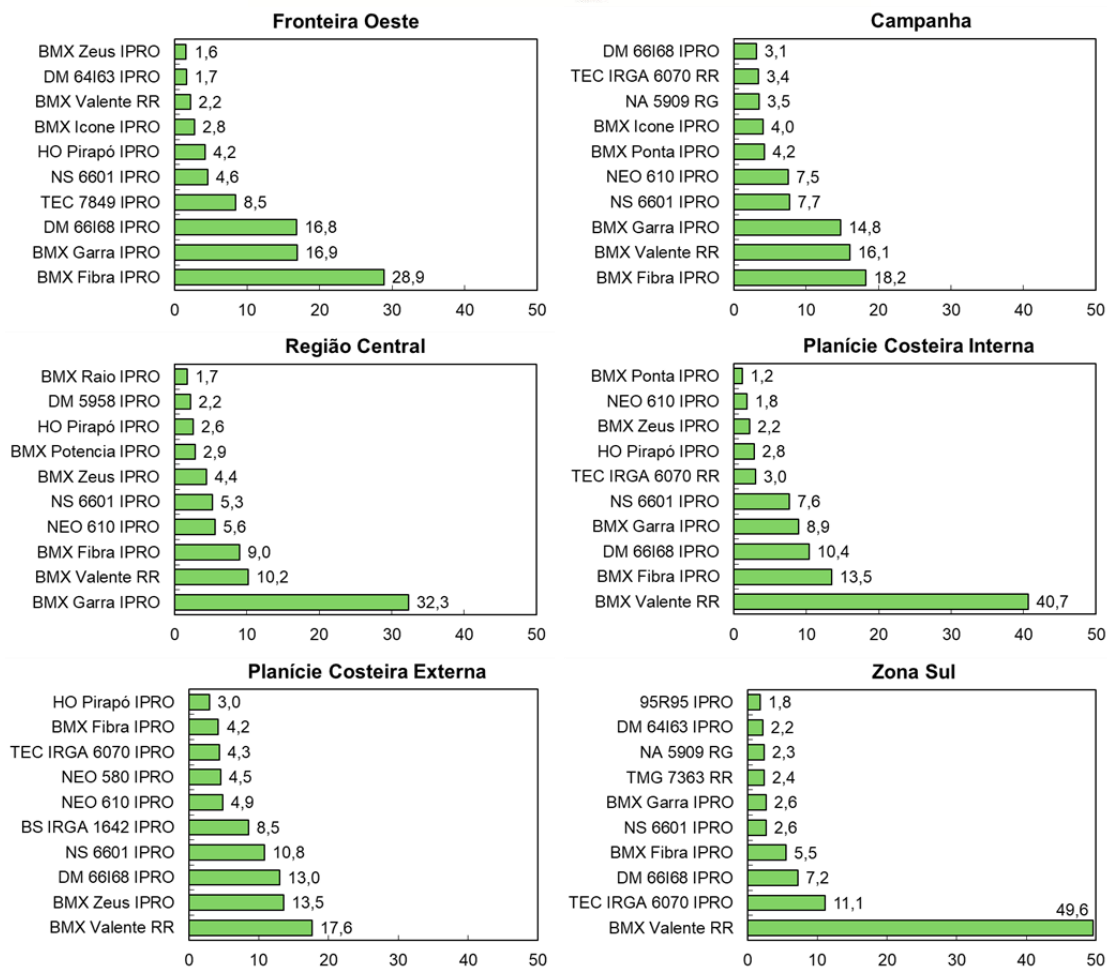 Fronteira Oeste
BMX Zeus IPRO 1,6
DM 64I63 IPRO 1,7
BMX Valente RR 2,2
BMX Icone IPRO 2,8
HO Pirapó IPRO 4,2
NS 6601 IPRO 4,6
TEC 7849 IPRO 8,5
DM 66I68 IPRO 16,8
BMX Garra IPRO 16,9
BMX Fibra IPRO 28,9
0 10 20 30 40 50
Campanha
DM 66I68 IPRO 3,1
TEC IRGA 6070 RR 3,4
NA 5909 RG 3,5
BMX Icone IPRO 4,0
BMX Ponta IPRO 4,2
NEO 610 IPRO 7,5
NS 6601 IPRO 7,7
BMX Garra IPRO 14,8
BMX Valente RR 16,1
BMX Fibra IPRO 18,2
0 10 20 30 40 50
Região Central
BMX Raio IPRO 1,7
DM 5958 IPRO 2,2
HO Pirapó IPRO 2,6
BMX Potencia IPRO 2,9
BMX Zeus IPRO 4,4
NS 6601 IPRO 5,3
NEO 610 IPRO 5,6
BMX Fibra IPRO 9,0
BMX Valente RR 10,2
BMX Garra IPRO 32,3
0 10 20 30 40 50
Planície Costeira Interna
BMX Ponta IPRO 1,2
NEO 610 IPRO 1,8
BMX Zeus IPRO 2,2
HO Pirapó IPRO 2,8
TEC IRGA 6070 RR 3,0
NS 6601 IPRO 7,6
BMX Garra IPRO 8,9
DM 66I68 IPRO 10,4
BMX Fibra IPRO 13,5
BMX Valente RR 40,7
0 10 20 30 40 50
Planície Costeira Externa
HO Pirapó IPRO 3,0
BMX Fibra IPRO 4,2
TEC IRGA 6070 IPRO 4,3
NEO 580 IPRO 4,5
NEO 610 IPRO 4,9
BS IRGA 1642 IPRO 8,5
NS 6601 IPRO 10,8
DM 66I68 IPRO 13,0
BMX Zeus IPRO 13,5
BMX Valente RR 17,6
0 10 20 30 40 50
Zona Sul
95R95 IPRO 1,8
DM 64I63 IPRO 2,2
NA 5909 RG 2,3
TMG 7363 RR 2,4
BMX Garra IPRO 2,6
NS 6601 IPRO 2,6
BMX Fibra IPRO 5,5
DM 66I68 IPRO 7,2
TEC IRGA 6070 IPRO 11,1
BMX Valente RR 49,6
0 10 20 30 40 50